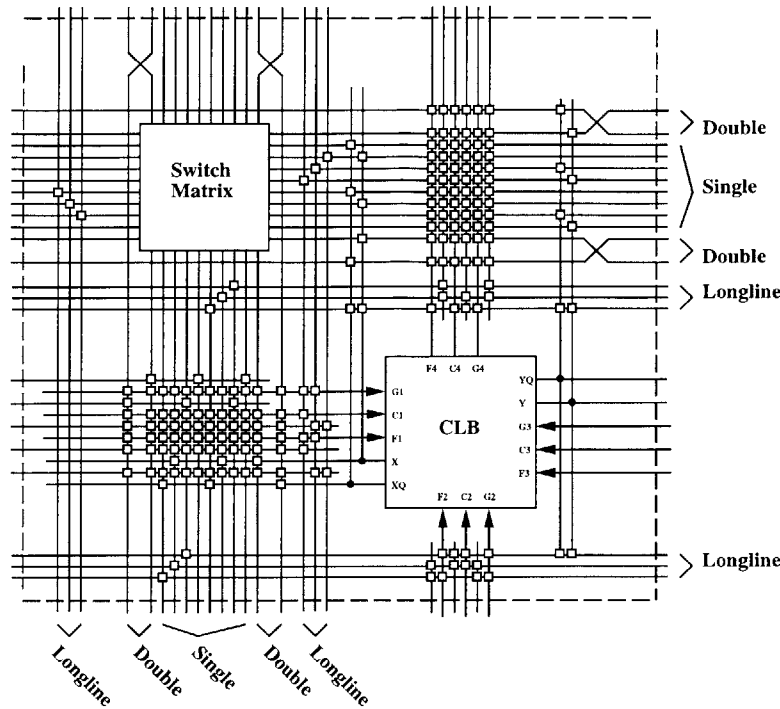 Double
Switch
Matrix
Single
Double
Longline
F4 C4 G4
G1
YQ
C1
Y
CLB
G3
F1
C3
X
F3
XQ
F2 C2 G2
Longline
Longline
Double
Single
Double
Longline